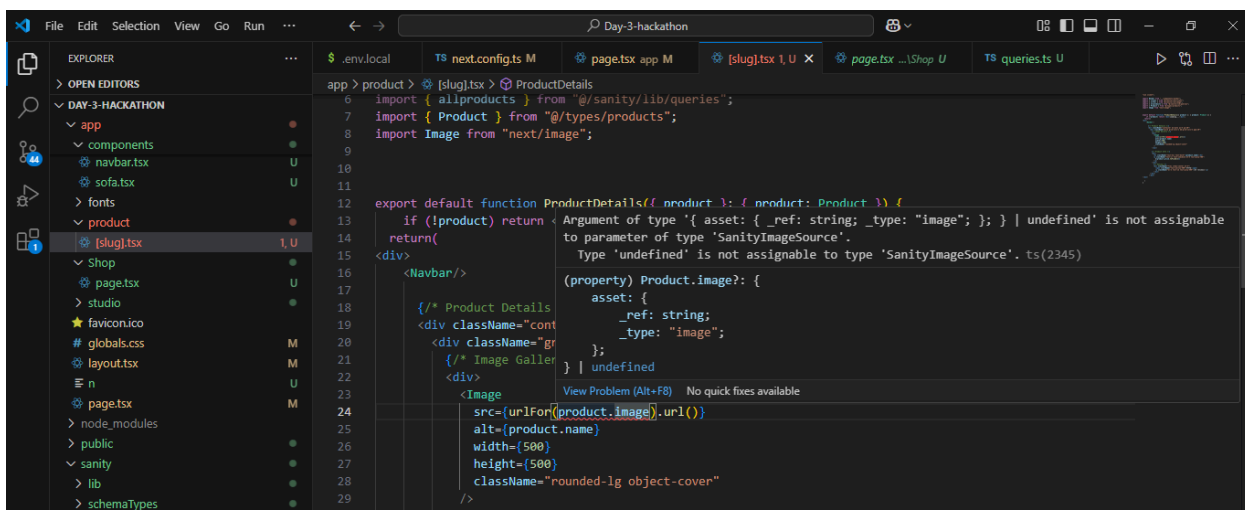 File Edit Selection View Go Run ··· Day-3-hackathon
EXPLORER ···
OPEN EDITORS
DAY-3-HACKATHON
app
components
navbar.tsx U
sofa.tsx U
fonts
product
[slug].tsx 1, U
Shop
page.tsx U
studio
favicon.ico
# globals.css M
layout.tsx M
n U
page.tsx M
node_modules
public
sanity
lib
schemaTypes
44
1
$ .env.local TS next.config.ts M page.tsx app M [slug].tsx 1, U page.tsx ...\Shop U TS queries.ts U
app > product > [slug].tsx > ProductDetails
6 import { allproducts } from "@/sanity/lib/queries";
7 import { Product } from "@/types/products";
8 import Image from "next/image";
9
10
11
12 export default function ProductDetails({ product }: { product: Product }) {
13 if (!product) return <
14 return(
15 <div>
16 <Navbar/>
17
18 {/* Product Details
19 <div className="cont
20 <div className="gr
21 {/* Image Galler
22 <div>
23 <Image
24 src={urlFor(product.image).url()}
25 alt={product.name}
26 width={500}
27 height={500}
28 className="rounded-lg object-cover"
29 />
Argument of type '{ asset: { _ref: string; _type: "image"; }; } | undefined' is not assignable
to parameter of type 'SanityImageSource'.
Type 'undefined' is not assignable to type 'SanityImageSource'. ts(2345)
(property) Product.image?: {
asset: {
_ref: string;
_type: "image";
};
} | undefined
View Problem (Alt+F8) No quick fixes available